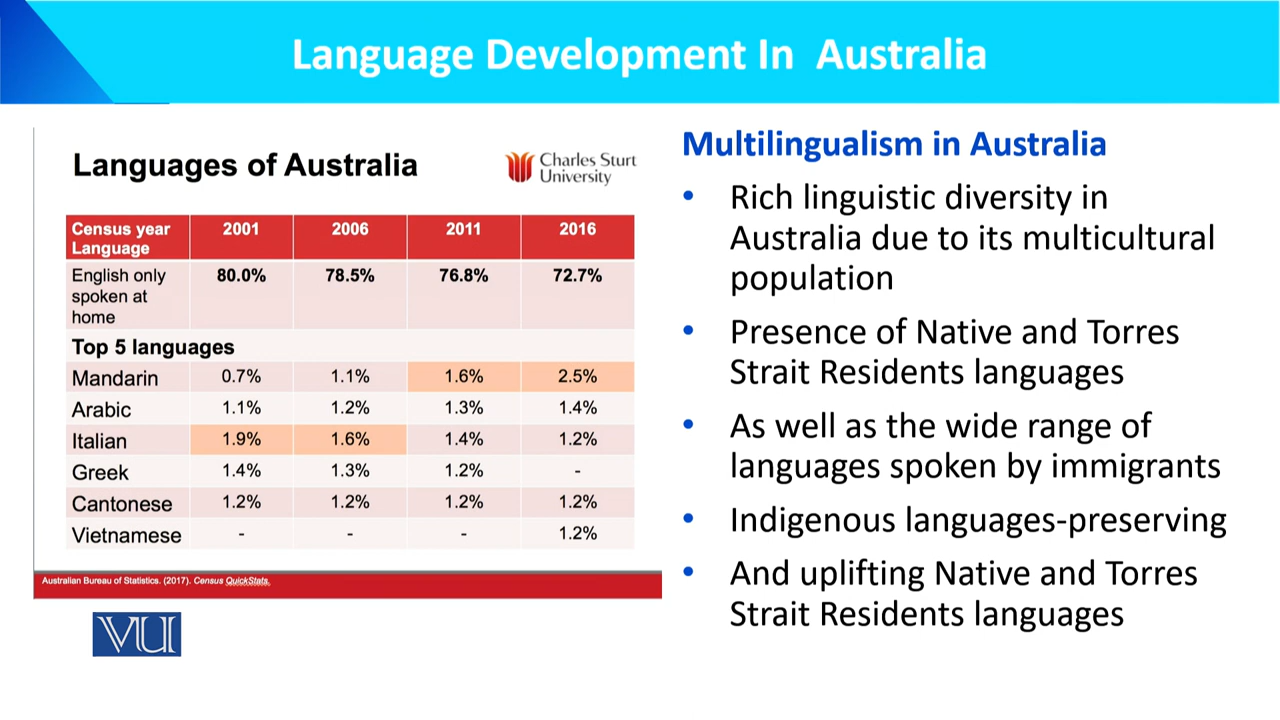 Language Development In Australia
Languages of Australia
Charles Sturt
University
Census year 2001 2006 2011 2016
Language
English only 80.0% 78.5% 76.8% 72.7%
spoken at
home
Top 5 languages
Mandarin 0.7% 1.1% 1.6% 2.5%
Arabic 1.1% 1.2% 1.3% 1.4%
Italian 1.9% 1.6% 1.4% 1.2%
Greek 1.4% 1.3% 1.2% -
Cantonese 1.2% 1.2% 1.2% 1.2%
Vietnamese - - - 1.2%
Australian Bureau of Statistics. (2017). Census QuickStats.
VU
Multilingualism in Australia
• Rich linguistic diversity in
Australia due to its multicultural
population
• Presence of Native and Torres
Strait Residents languages
• As well as the wide range of
languages spoken by immigrants
• Indigenous languages-preserving
• And uplifting Native and Torres
Strait Residents languages